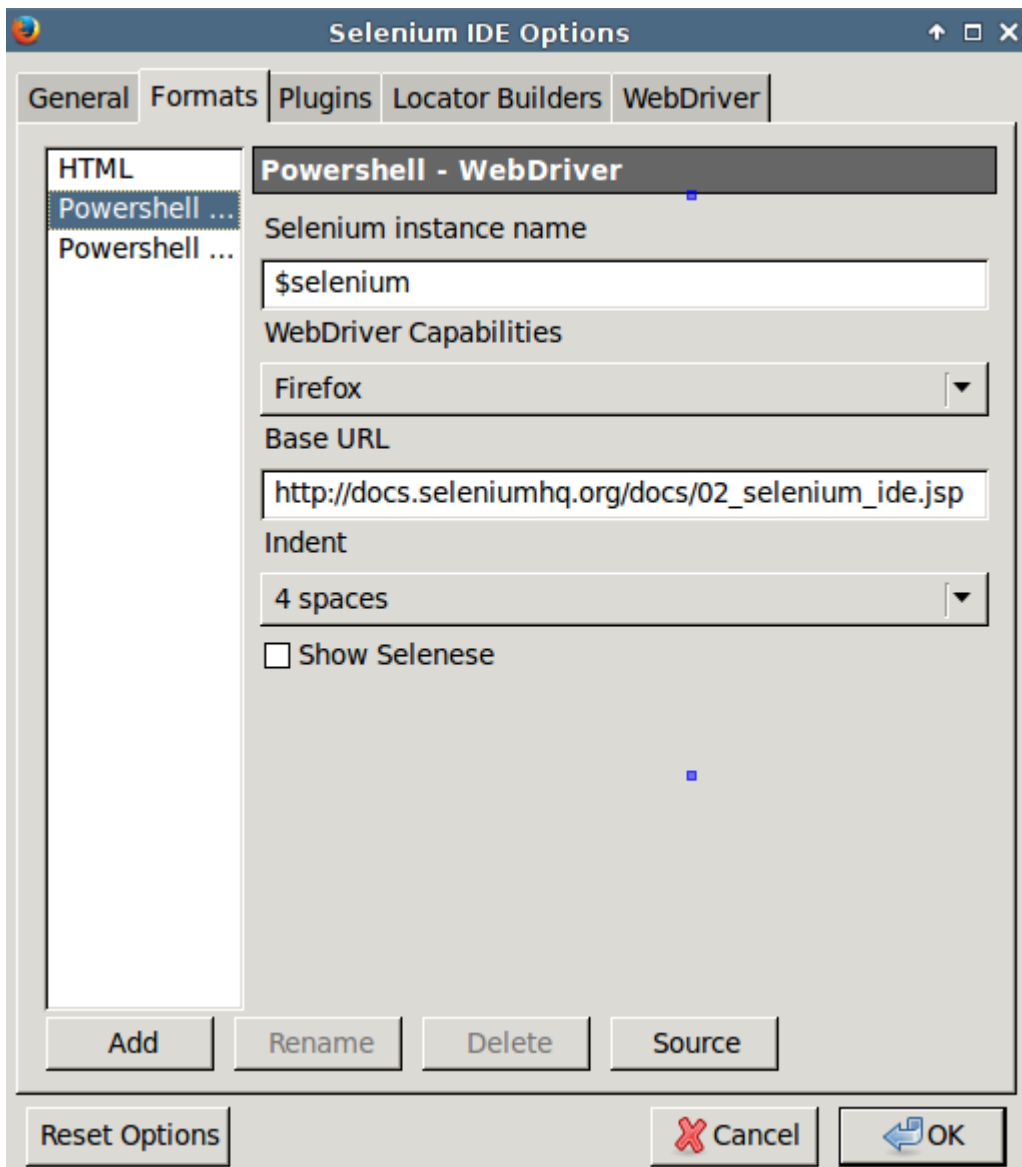 Selenium IDE Options
General Formats Plugins Locator Builders WebDriver
HTML
Powershell ...
Powershell ...
Powershell - WebDriver
Selenium instance name
$selenium
WebDriver Capabilities
Firefox
Base URL
http://docs.seleniumhq.org/docs/02_selenium_ide.jsp
Indent
4 spaces
Show Selenese
Add Rename Delete Source
Reset Options Cancel OK